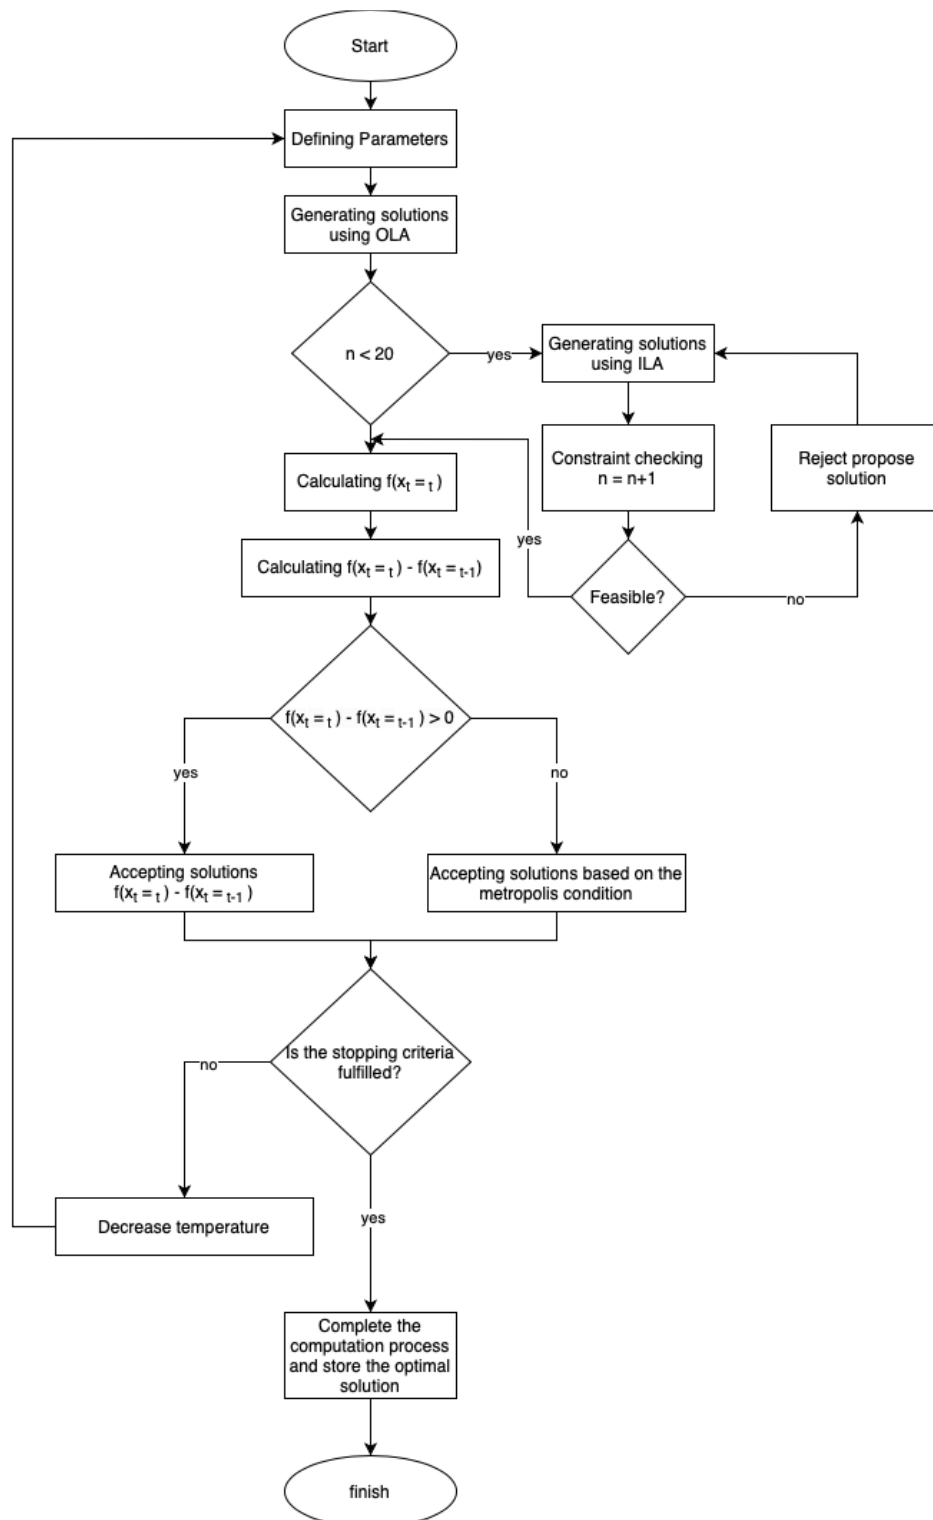 Start
Defining Parameters
Generating solutions
using OLA
n < 20
yes
Generating solutions
using ILA
Constraint checking
n = n+1
Reject propose
solution
Calculating f(xt = t)
yes
Feasible?
no
Calculating f(xt = t) - f(xt = t-1)
f(xt = t) - f(xt = t-1) > 0
yes
no
Accepting solutions
f(xt = t) - f(xt = t-1)
Accepting solutions based on the
metropolis condition
Is the stopping criteria
fulfilled?
no
Decrease temperature
yes
Complete the
computation process
and store the optimal
solution
finish